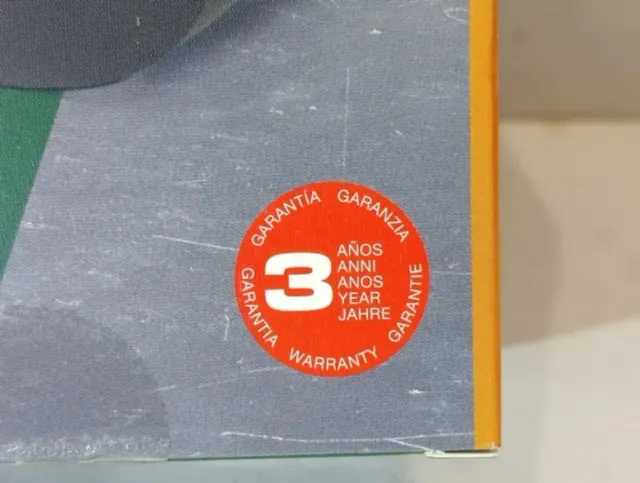 GARANTÍA GARANZIA
3
AÑOS
ANNI
ANOS
YEAR
JAHRE
GARANTIA WARRANTY GARANTIE